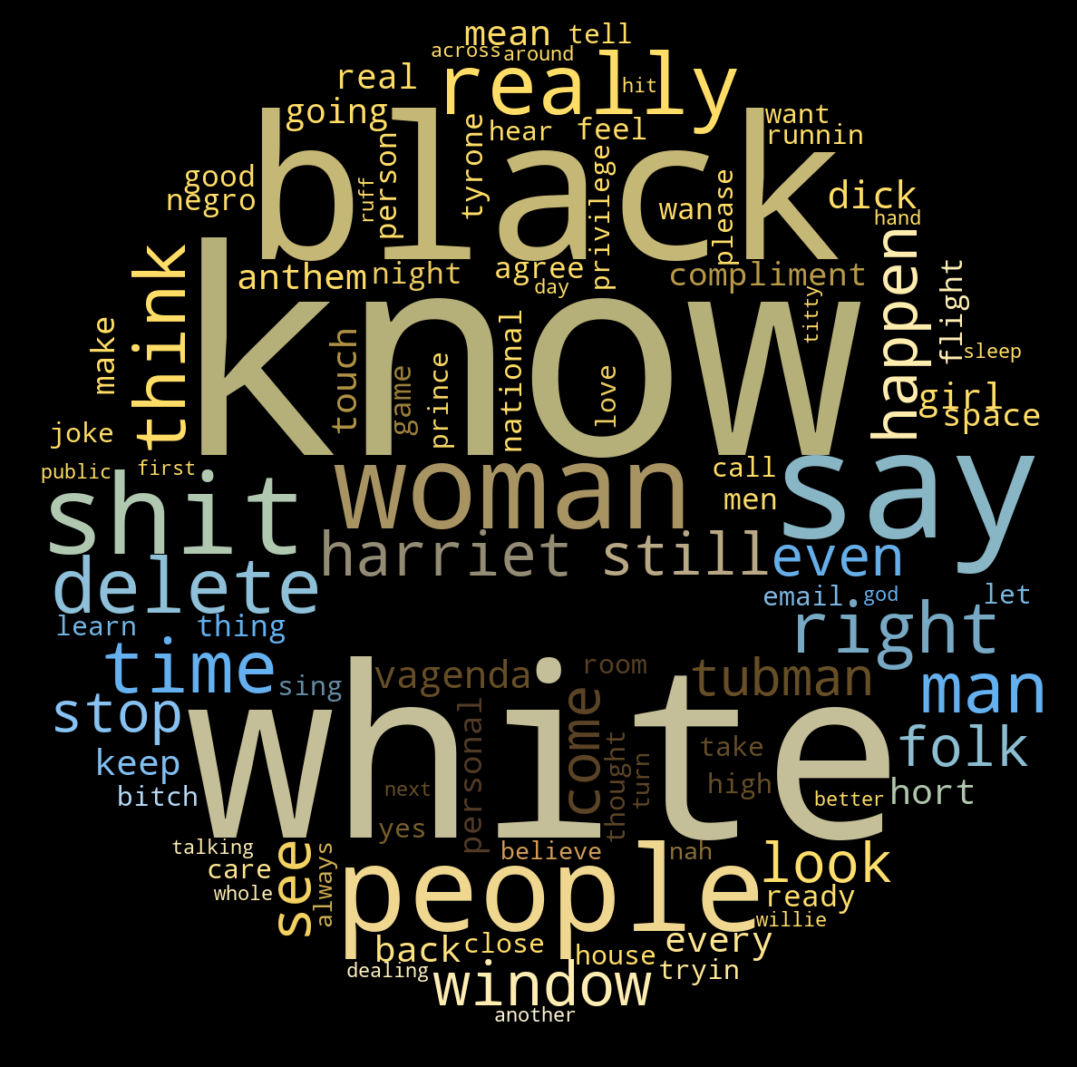 mean tell
across around
really
real
hit
going
black
want
hear feel
runnin
tyrone
person
privilege
good
negro
ruff
wan
please
dick
hand
happen
think
anthem night
agree
compliment
day
flight
know
titty
make
touch
game
prince
national
love
sleep
girl
space
joke
public
first
shit
woman
call
men
say
harriet still
even
delete
email
god
let
learn
thing
right
time
vagenda
room
tubman
man
sing
stop
white
personal
come
thought
turn
take
high
folk
keep
bitch
next
yes
better
hort
talking
care
whole
see
always
people
believe
nah
look
ready
willie
back
close
house
every
tryin
dealing
window
another